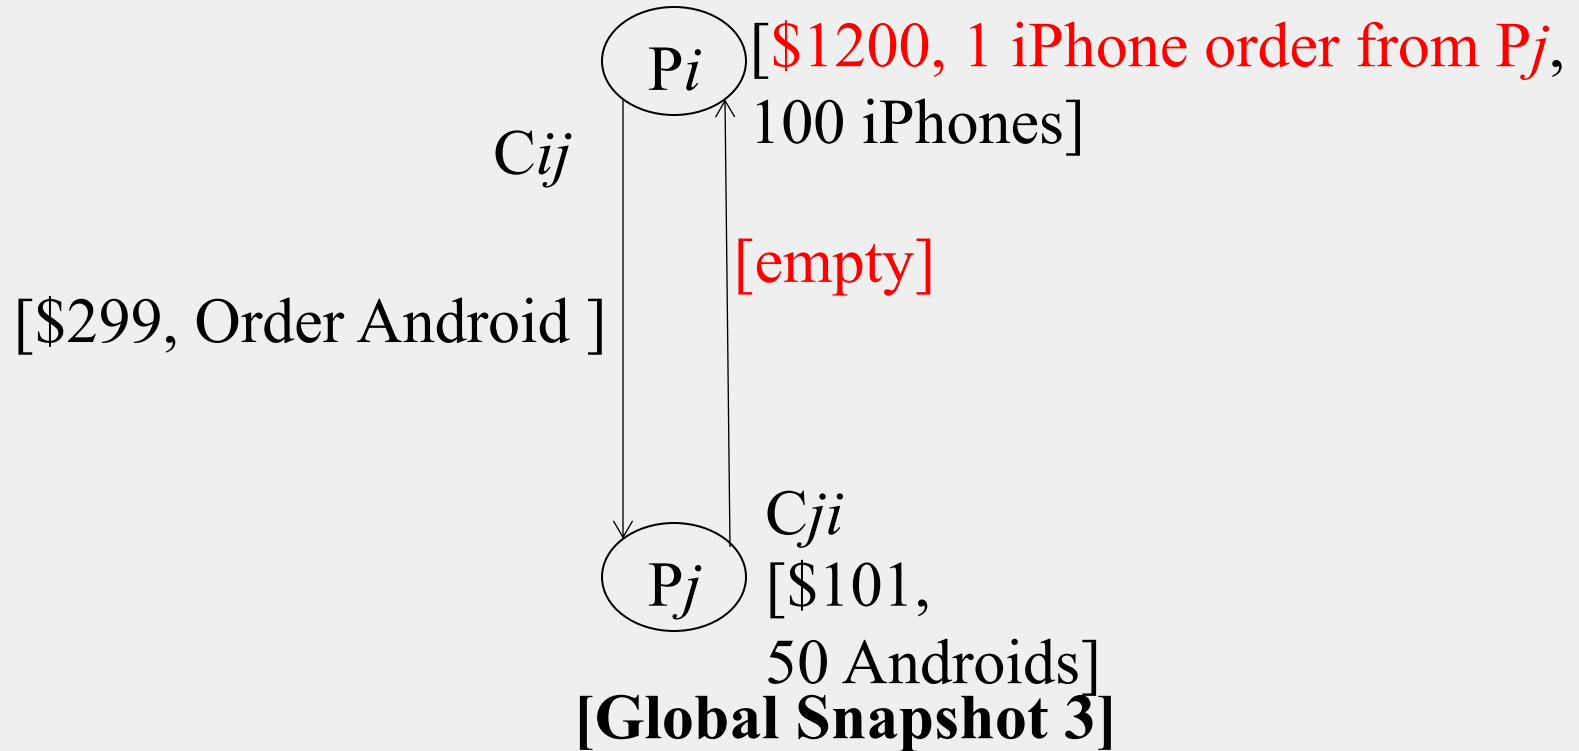 Pi
[$1200, 1 iPhone order from Pj,
100 iPhones]
Cij
[empty]
[$299, Order Android ]
Cji
Pj
[$101,
50 Androids]
[Global Snapshot 3]